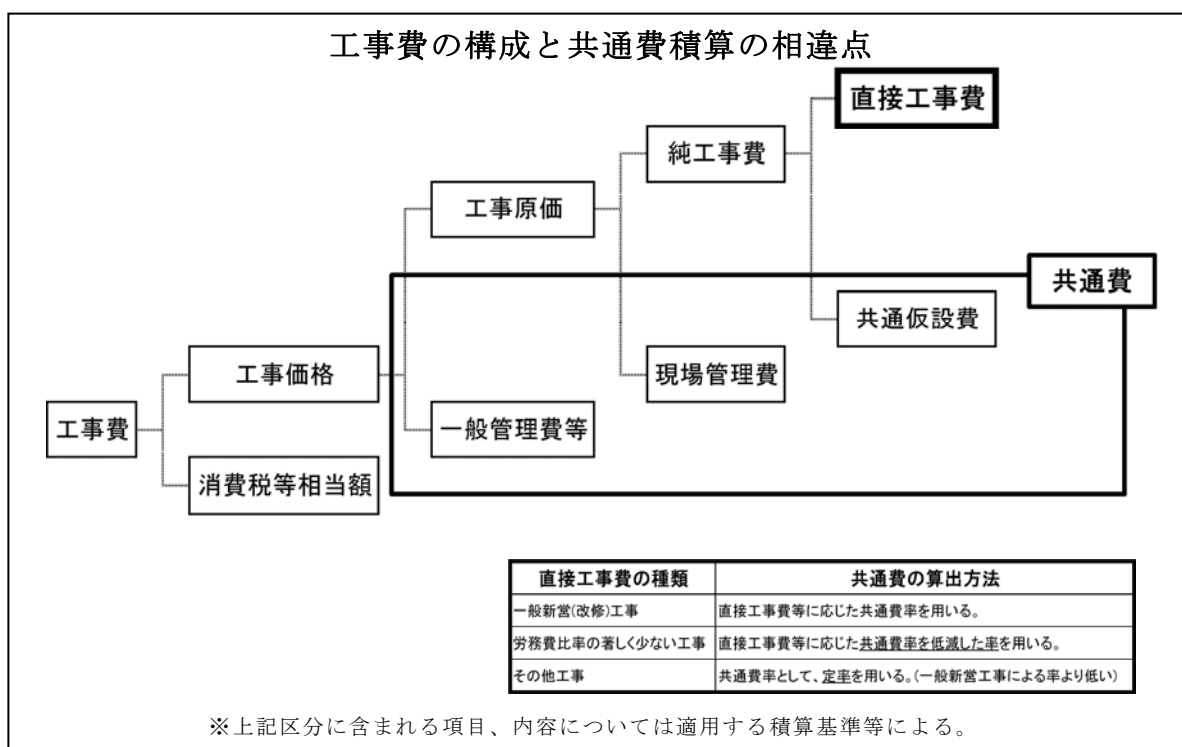 工事費の構成と共通費積算の相違点
直接工事費
純工事費
工事原価
共通費
共通仮設費
工事価格
現場管理費
工事費
一般管理費等
消費税等相当額
直接工事費の種類 共通費の算出方法
一般新営(改修)工事 直接工事費等に応じた共通費率を用いる。
労務費比率の著しく少ない工事 直接工事費等に応じた共通費率を低減した率を用いる。
その他工事 共通費率として、定率を用いる。(一般新営工事による率より低い)
※上記区分に含まれる項目、内容については適用する積算基準等による。